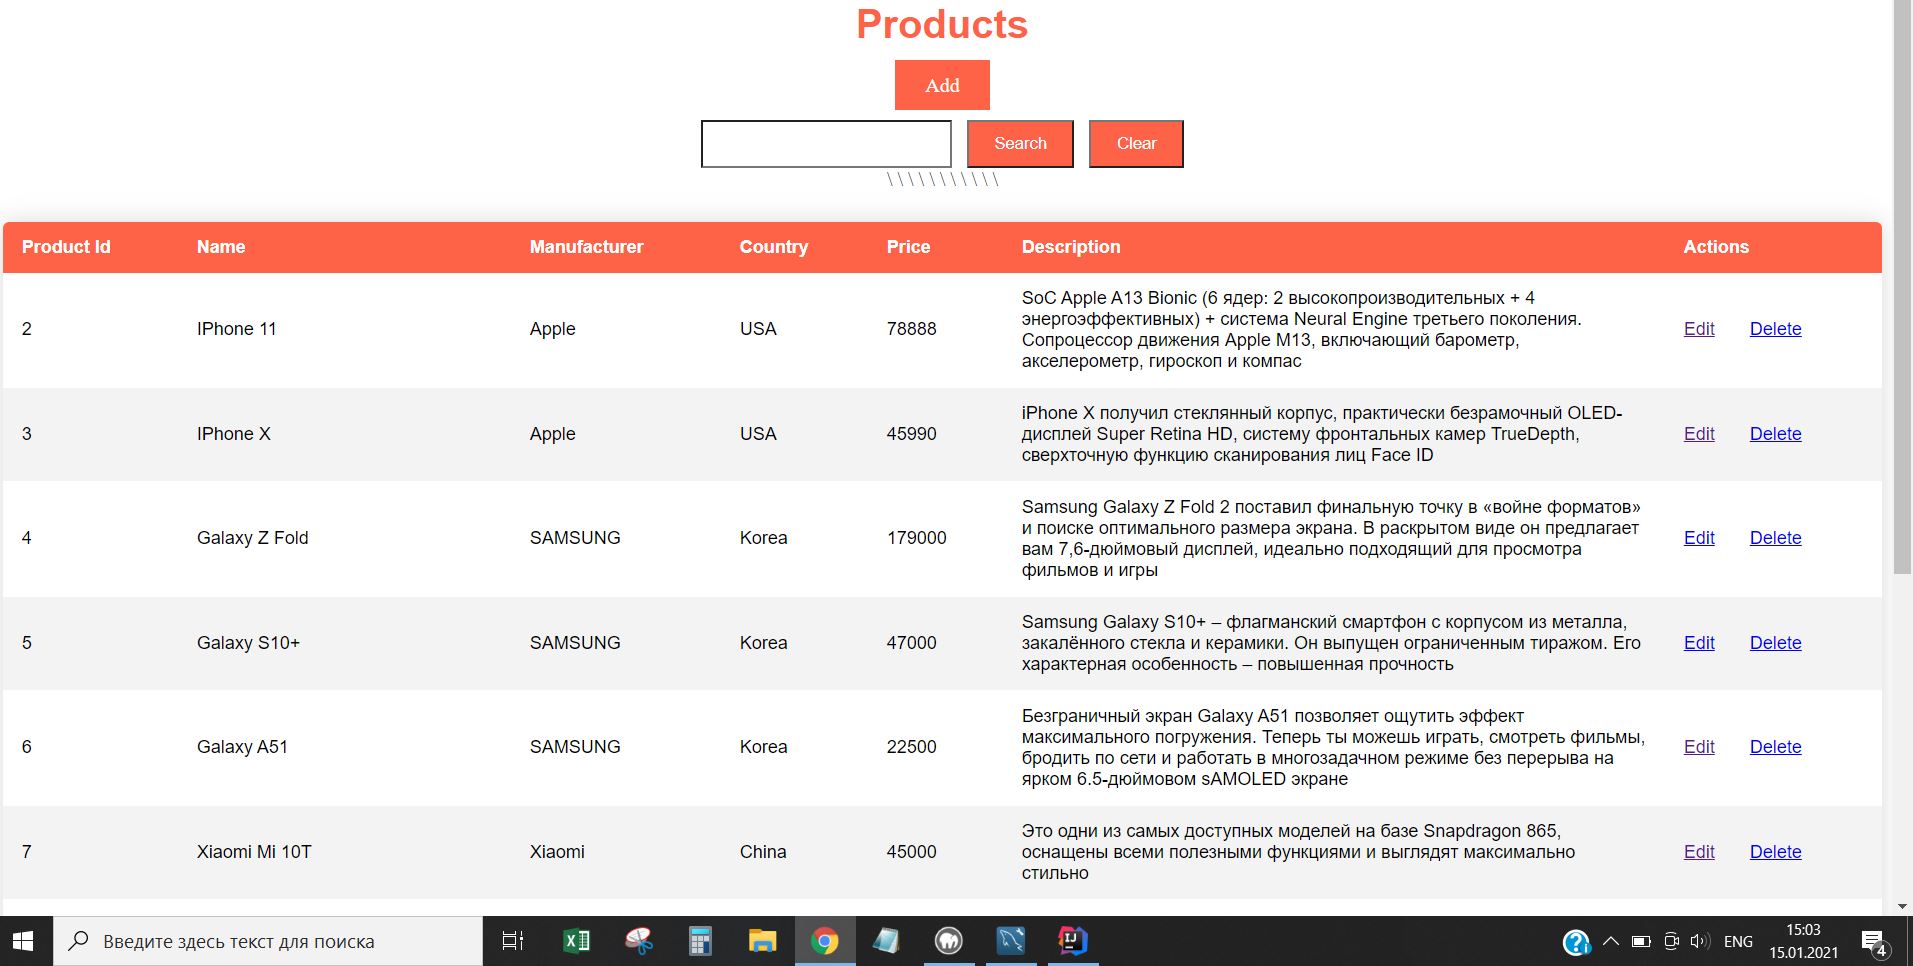 Products
Add
Search Clear
\ \ \ \ \ \ \ \ \ \ \
Product Id Name Manufacturer Country Price Description Actions
SoC Apple A13 Bionic (6 ядер: 2 высокопроизводительных + 4
энергоэффективных) + система Neural Engine третьего поколения.
2 IPhone 11 Apple USA 78888 Edit Delete
Сопроцессор движения Apple M13, включающий барометр,
акселерометр, гироскоп и компас
iPhone X получил стеклянный корпус, практически безрамочный OLED-
3 IPhone X Apple USA 45990 дисплей Super Retina HD, систему фронтальных камер TrueDepth, Edit Delete
сверхточную функцию сканирования лиц Face ID
Samsung Galaxy Z Fold 2 поставил финальную точку в «войне форматов»
и поиске оптимального размера экрана. В раскрытом виде он предлагает
4 Galaxy Z Fold SAMSUNG Korea 179000 Edit Delete
вам 7,6-дюймовый дисплей, идеально подходящий для просмотра
фильмов и игры
Samsung Galaxy S10+ – флагманский смартфон с корпусом из металла,
5 Galaxy S10+ SAMSUNG Korea 47000 закалённого стекла и керамики. Он выпущен ограниченным тиражом. Его Edit Delete
характерная особенность – повышенная прочность
Безграничный экран Galaxy A51 позволяет ощутить эффект
максимального погружения. Теперь ты можешь играть, смотреть фильмы,
6 Galaxy A51 SAMSUNG Korea 22500 Edit Delete
бродить по сети и работать в многозадачном режиме без перерыва на
ярком 6.5-дюймовом sAMOLED экране
Это одни из самых доступных моделей на базе Snapdragon 865,
7 Xiaomi Mi 10T Xiaomi China 45000 оснащены всеми полезными функциями и выглядят максимально Edit Delete
стильно
Введите здесь текст для поиска
ENG
15:03
15.01.2021
4